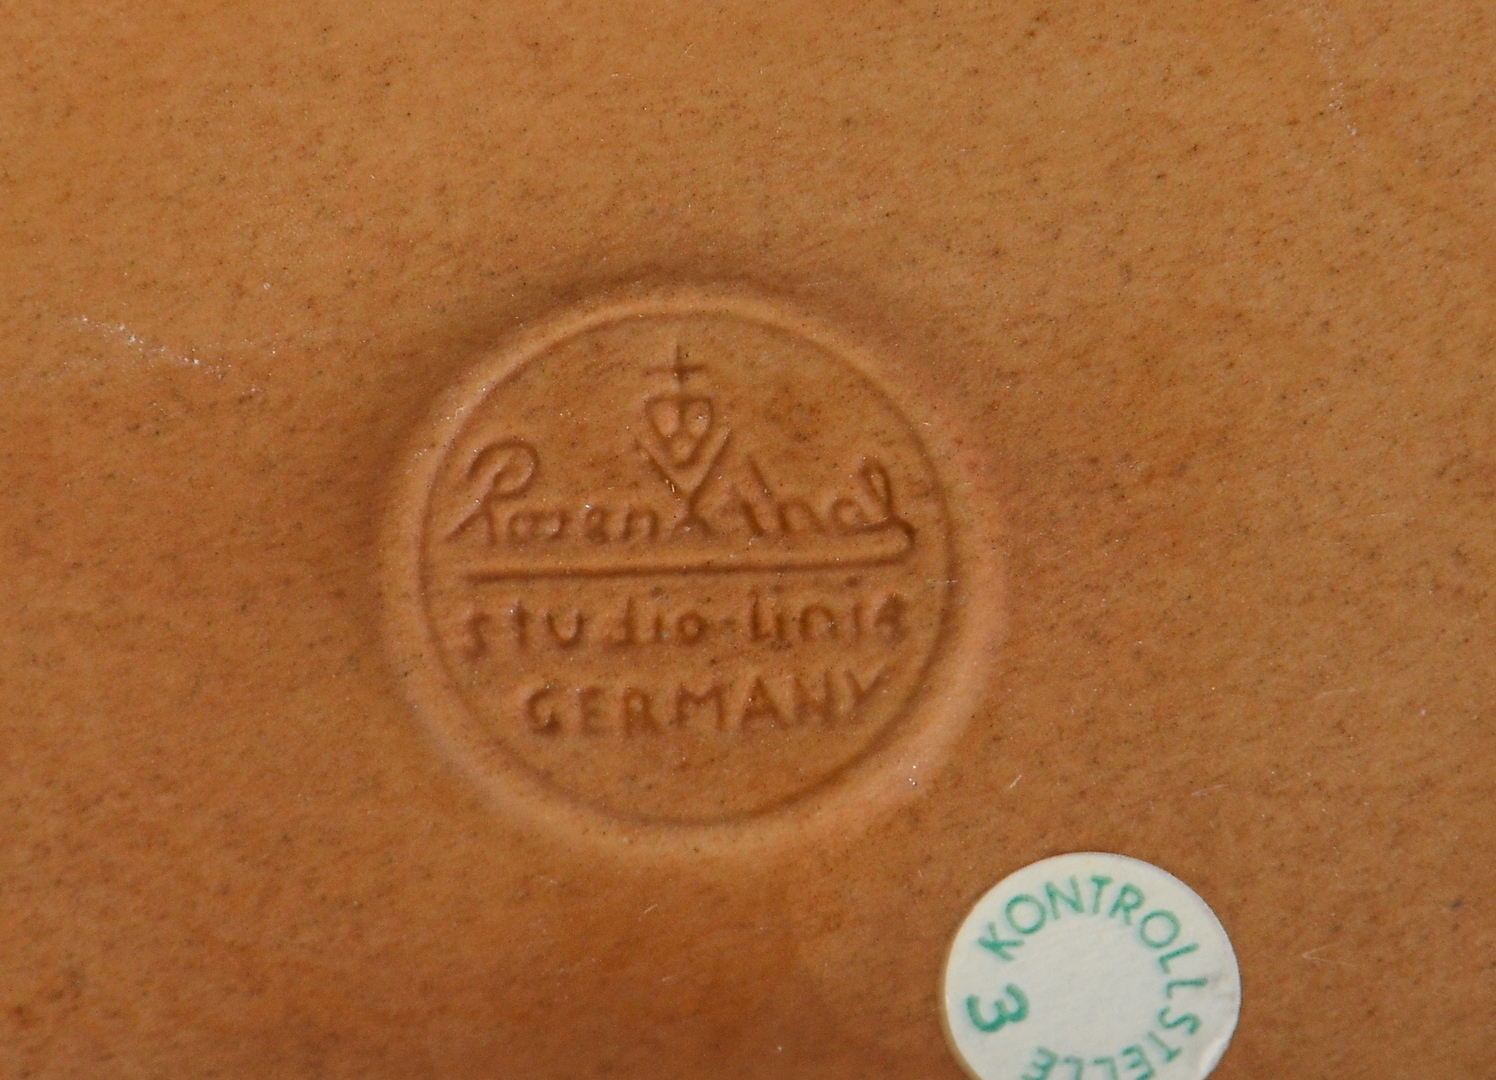 Rosenthal
studio-linie
GERMANY
KONTROLLSTELLE 3